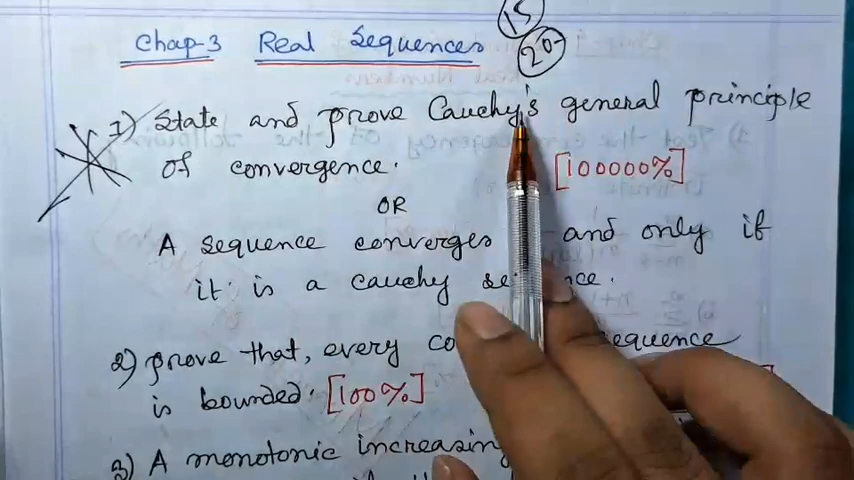 15
20-
Chap-3 Real Sequences
1) State and prove Cauchy's general principle
of convergence. [100000%]
OR
A sequence converges and only if
it is a cauchy
2) prove that, every sequence
is bounded. [100%]
3) A monotonic increasing